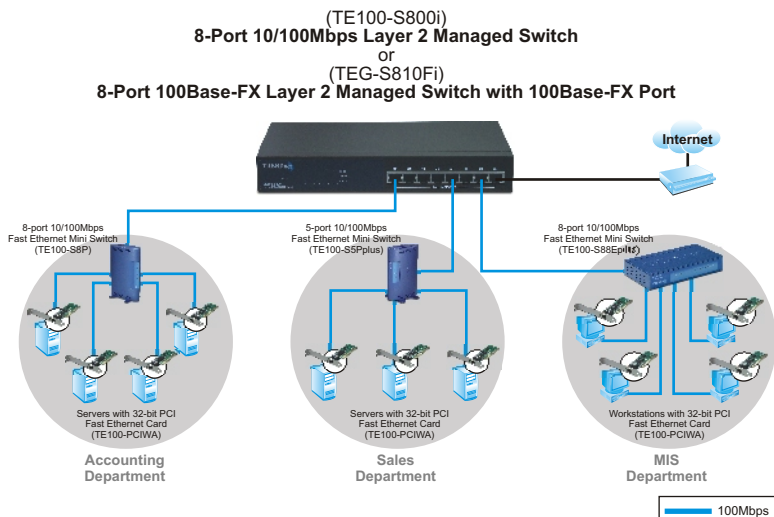 (TE100-S800i)
8-Port 10/100Mbps Layer 2 Managed Switch
or
(TEG-S810Fi)
8-Port 100Base-FX Layer 2 Managed Switch with 100Base-FX Port
Internet
8-port 10/100Mbps
Fast Ethernet Mini Switch
(TE100-S8P)
5-port 10/100Mbps
Fast Ethernet Mini Switch
(TE100-S5Pplus)
8-port 10/100Mbps
Fast Ethernet Mini Switch
Servers with 32-bit PCI
Fast Ethernet Card
(TE100-PCIWA)
Servers with 32-bit PCI
Fast Ethernet Card
(TE100-PCIWA)
Workstations with 32-bit PCI
Fast Ethernet Card
(TE100-PCIWA)
Accounting
Department
Sales
Department
MIS
Department
100Mbps